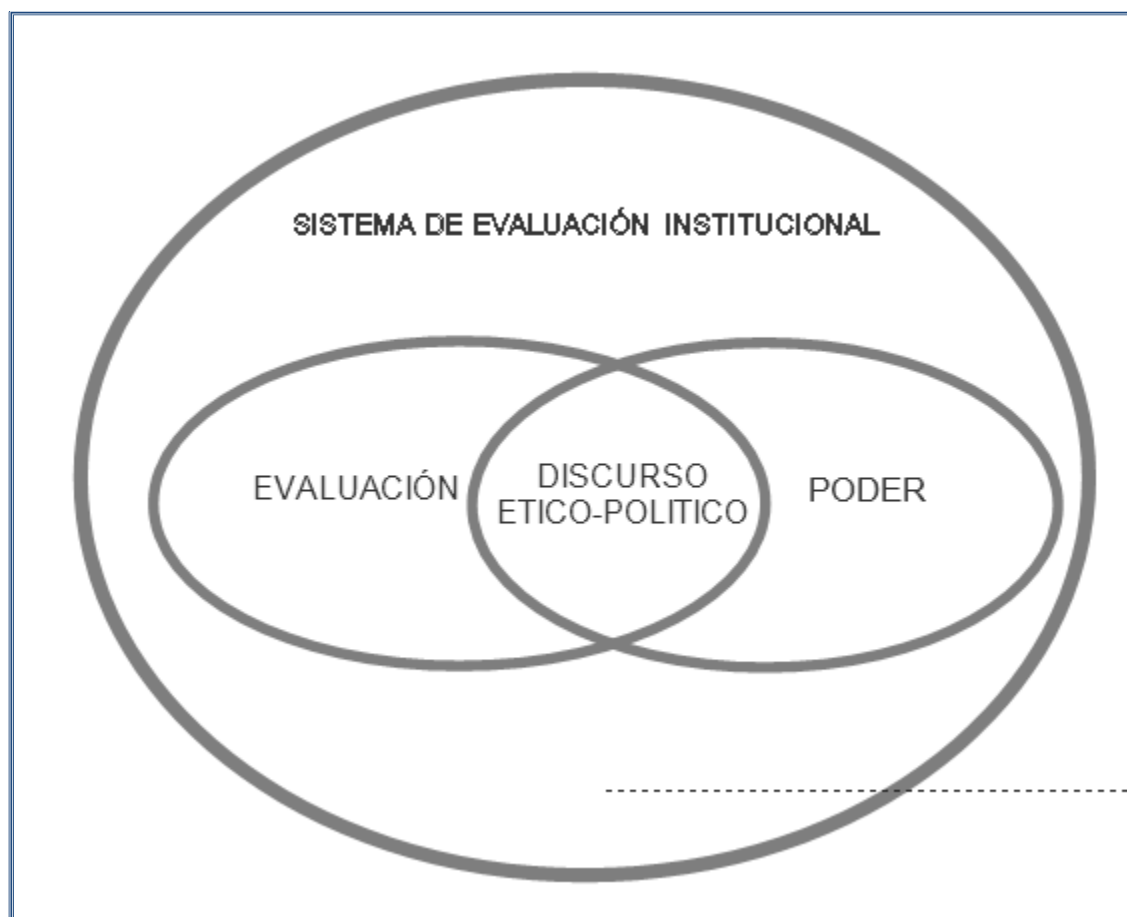 SISTEMA DE EVALUACIÓN INSTITUCIONAL
EVALUACIÓN
DISCURSO
ETICO-POLITICO
PODER